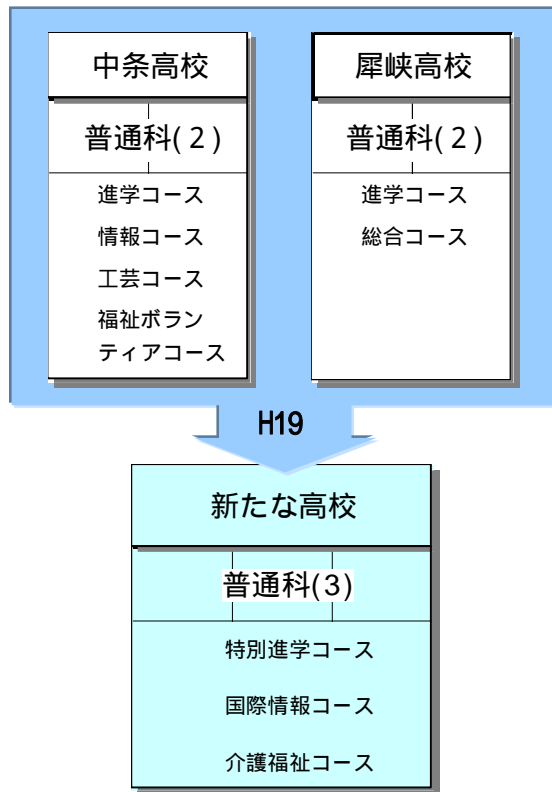 中条高校
普通科(２)
進学コース
情報コース
工芸コース
福祉ボラン
ティアコース
犀峡高校
普通科(２)
進学コース
総合コース
H19
新たな高校
普通科(3)
特別進学コース
国際情報コース
介護福祉コース